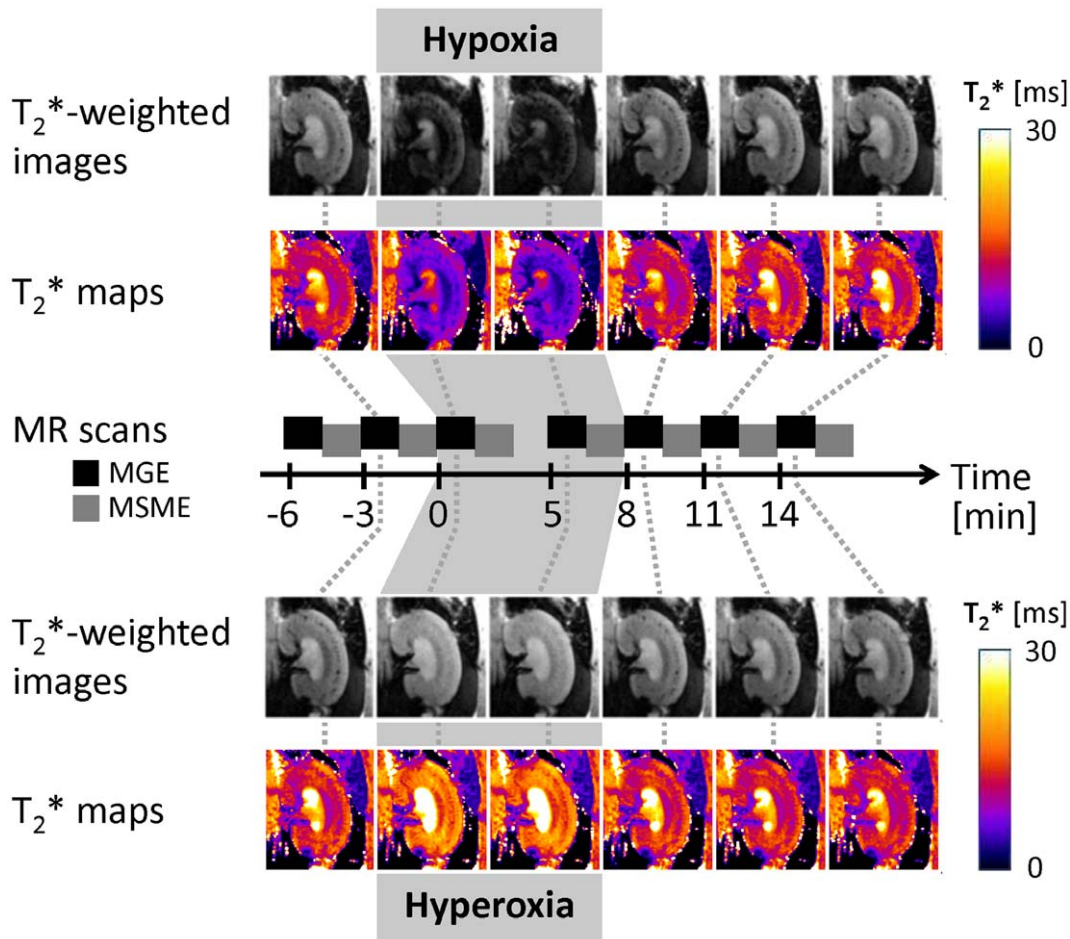 Hypoxia
T2*-weighted
images
T2* [ms]
30
T2* maps
0
MR scans
MGE
MSME
Time
[min]
-6 -3 0 5 8 11 14
T2*-weighted
images
T2* [ms]
30
T2* maps
0
Hyperoxia